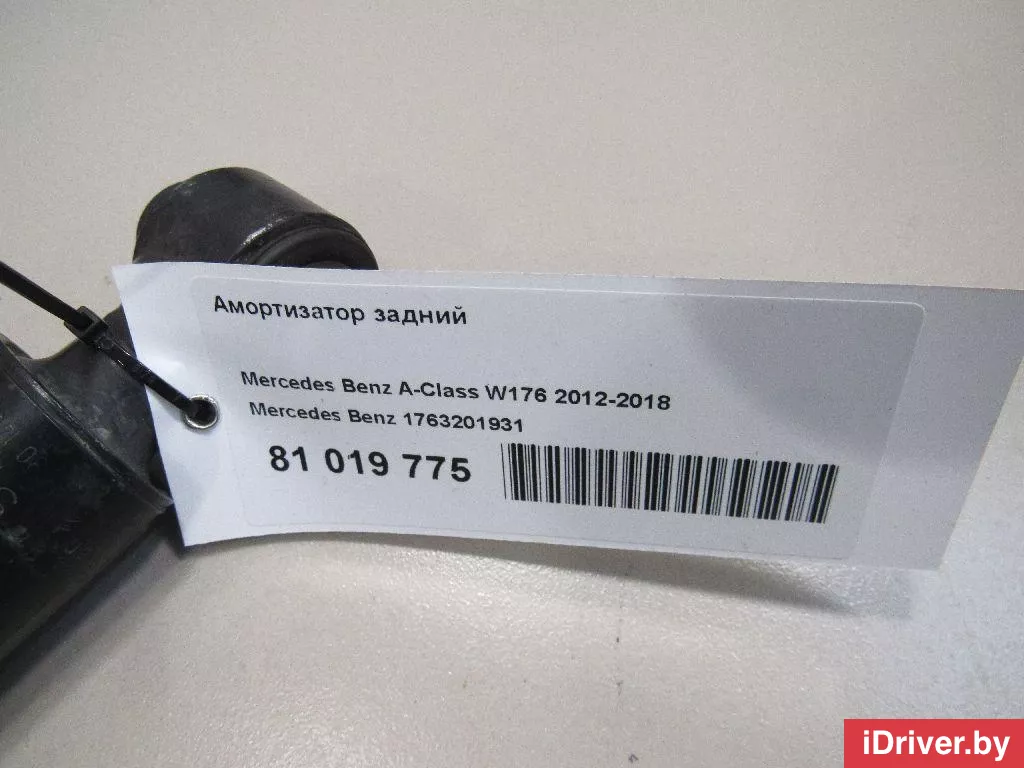 Амортизатор задний
Mercedes Benz A-Class W176 2012-2018
Mercedes Benz 1763201931
81 019 775
iDriver.by